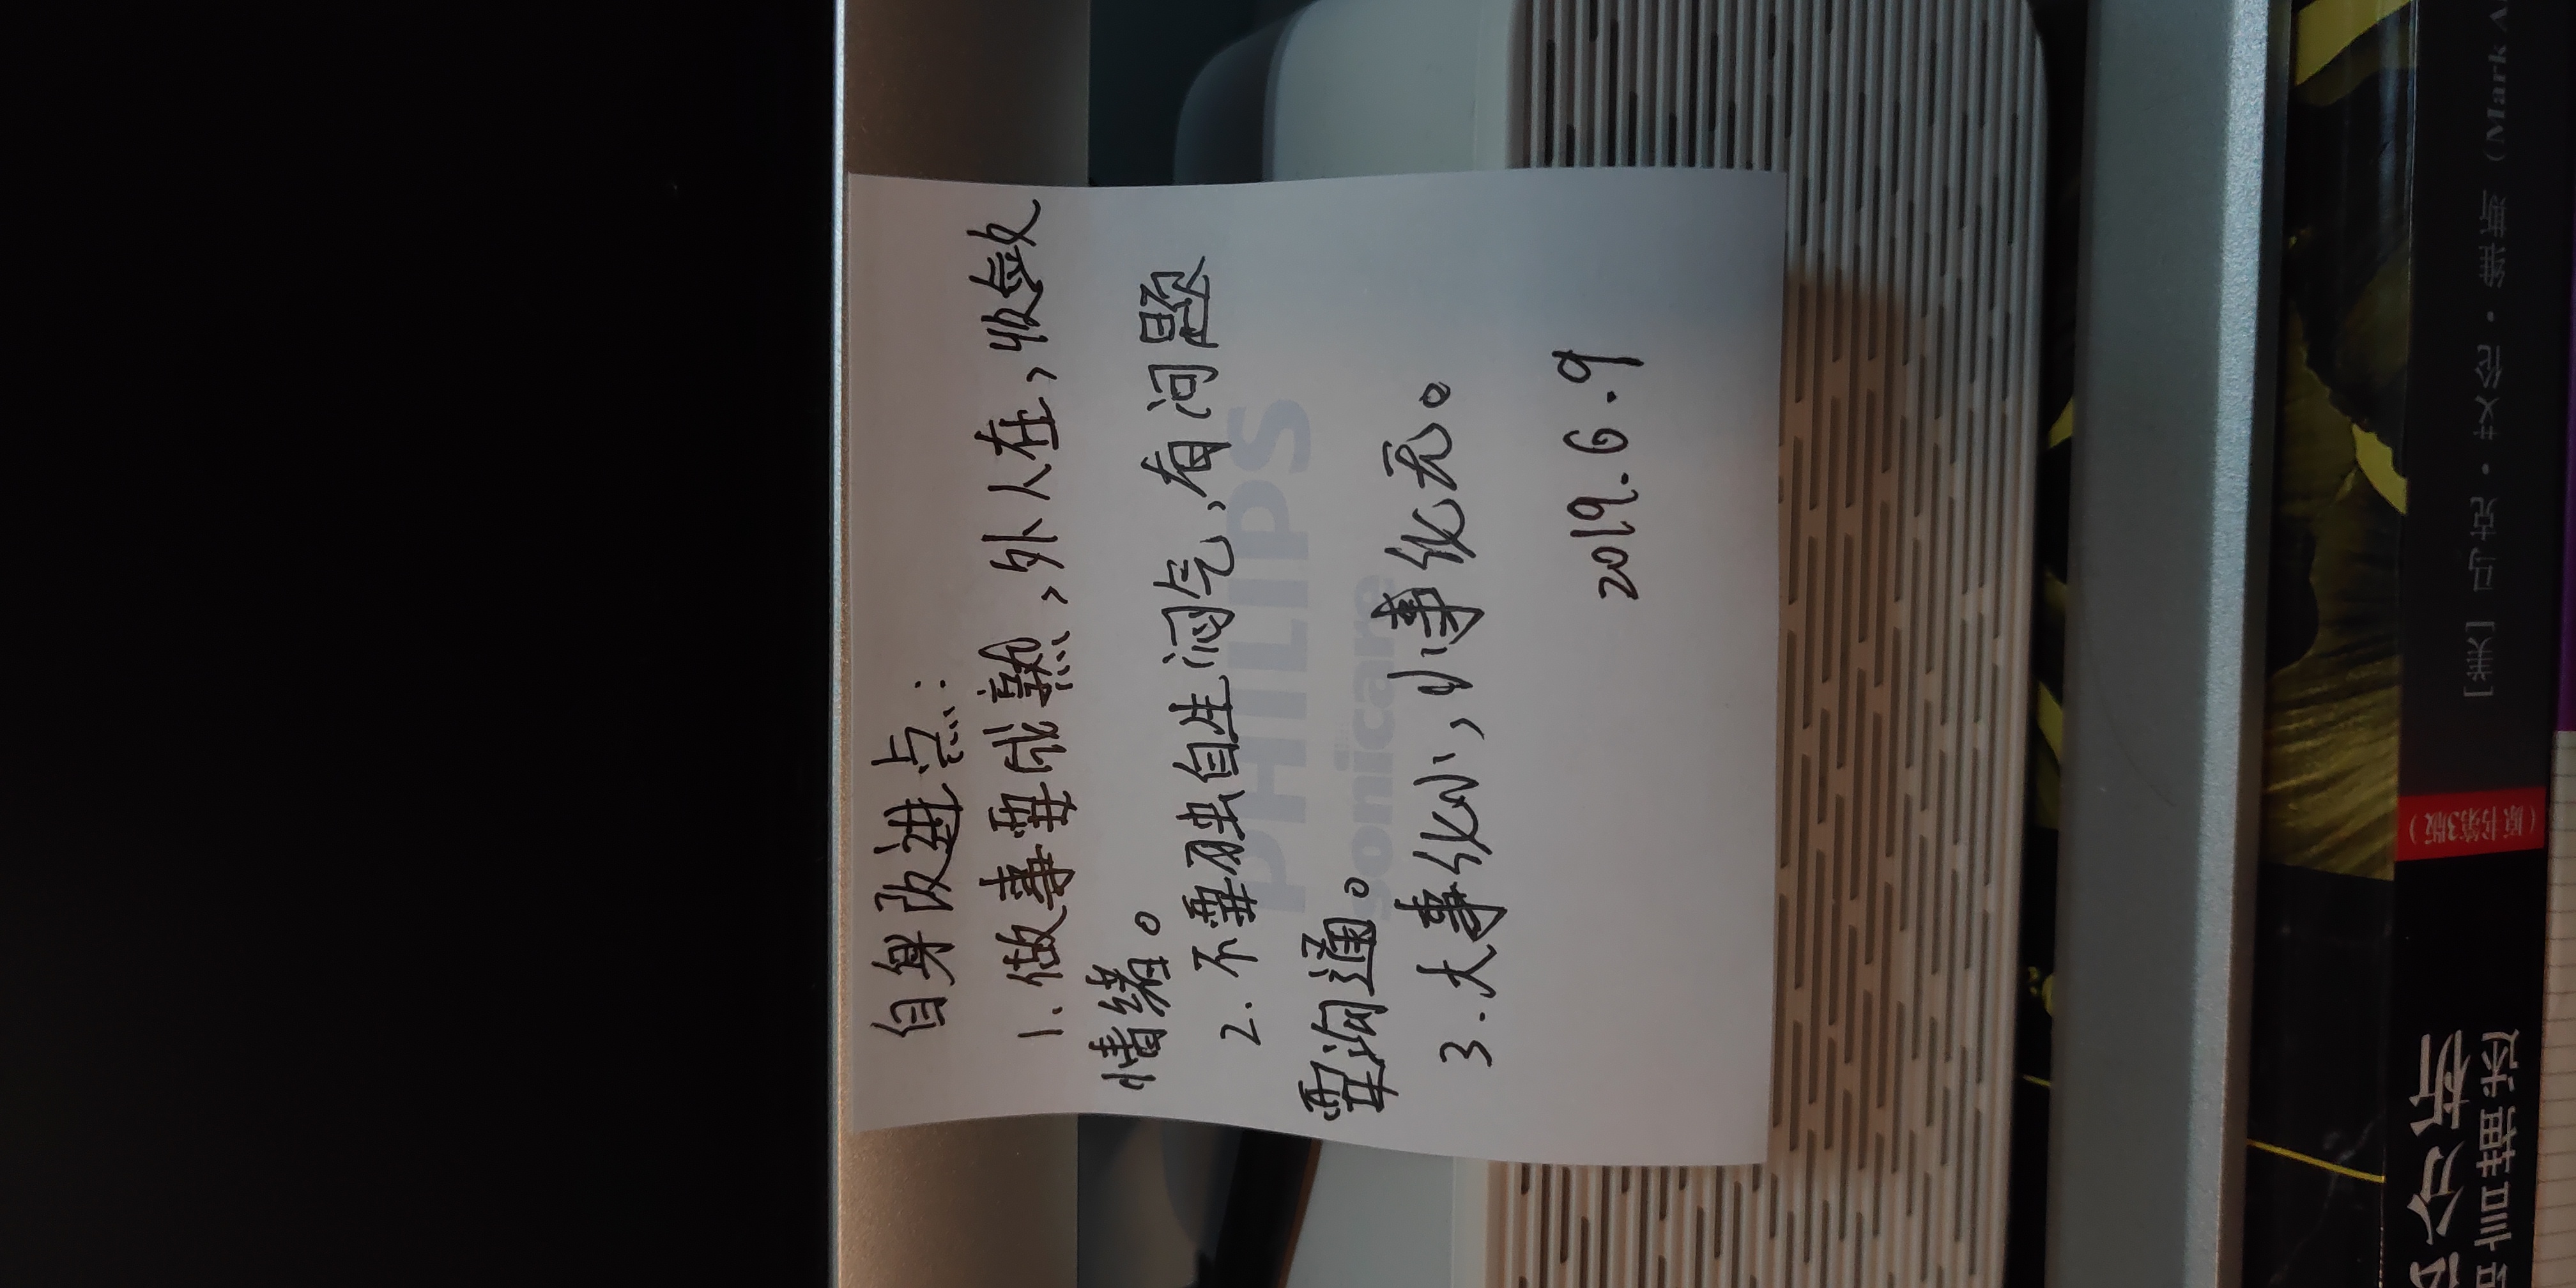 自身改进点:
1.做事要成熟,外人在,收敛
情绪。
2.不要独自生闷气,有问题
PHILIPS
要沟通。
sonicare
3.大事化小,小事化无。
2019.6.9
分析
言描述
(原书第3版)
[美] 马克·艾伦·维斯 (Mark A